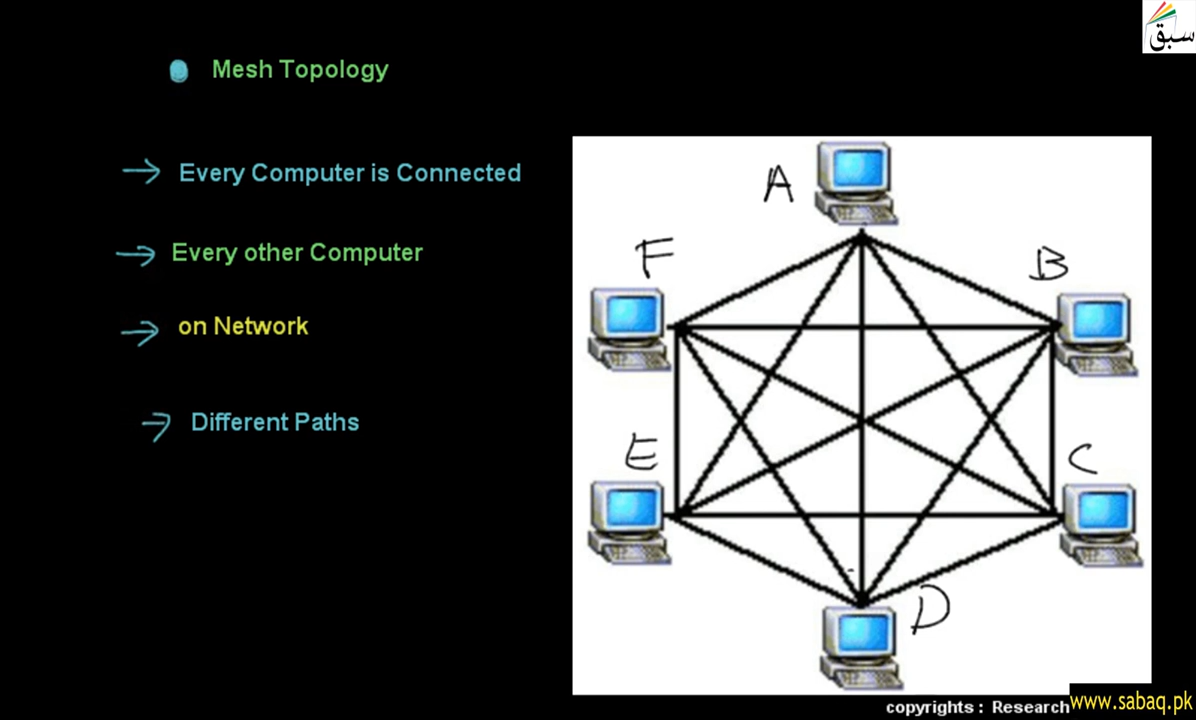 سبق
Mesh Topology
Every Computer is Connected
Every other Computer
on Network
Different Paths
A
F
B
E
C
D
copyrights : Research
www.sabaq.pk